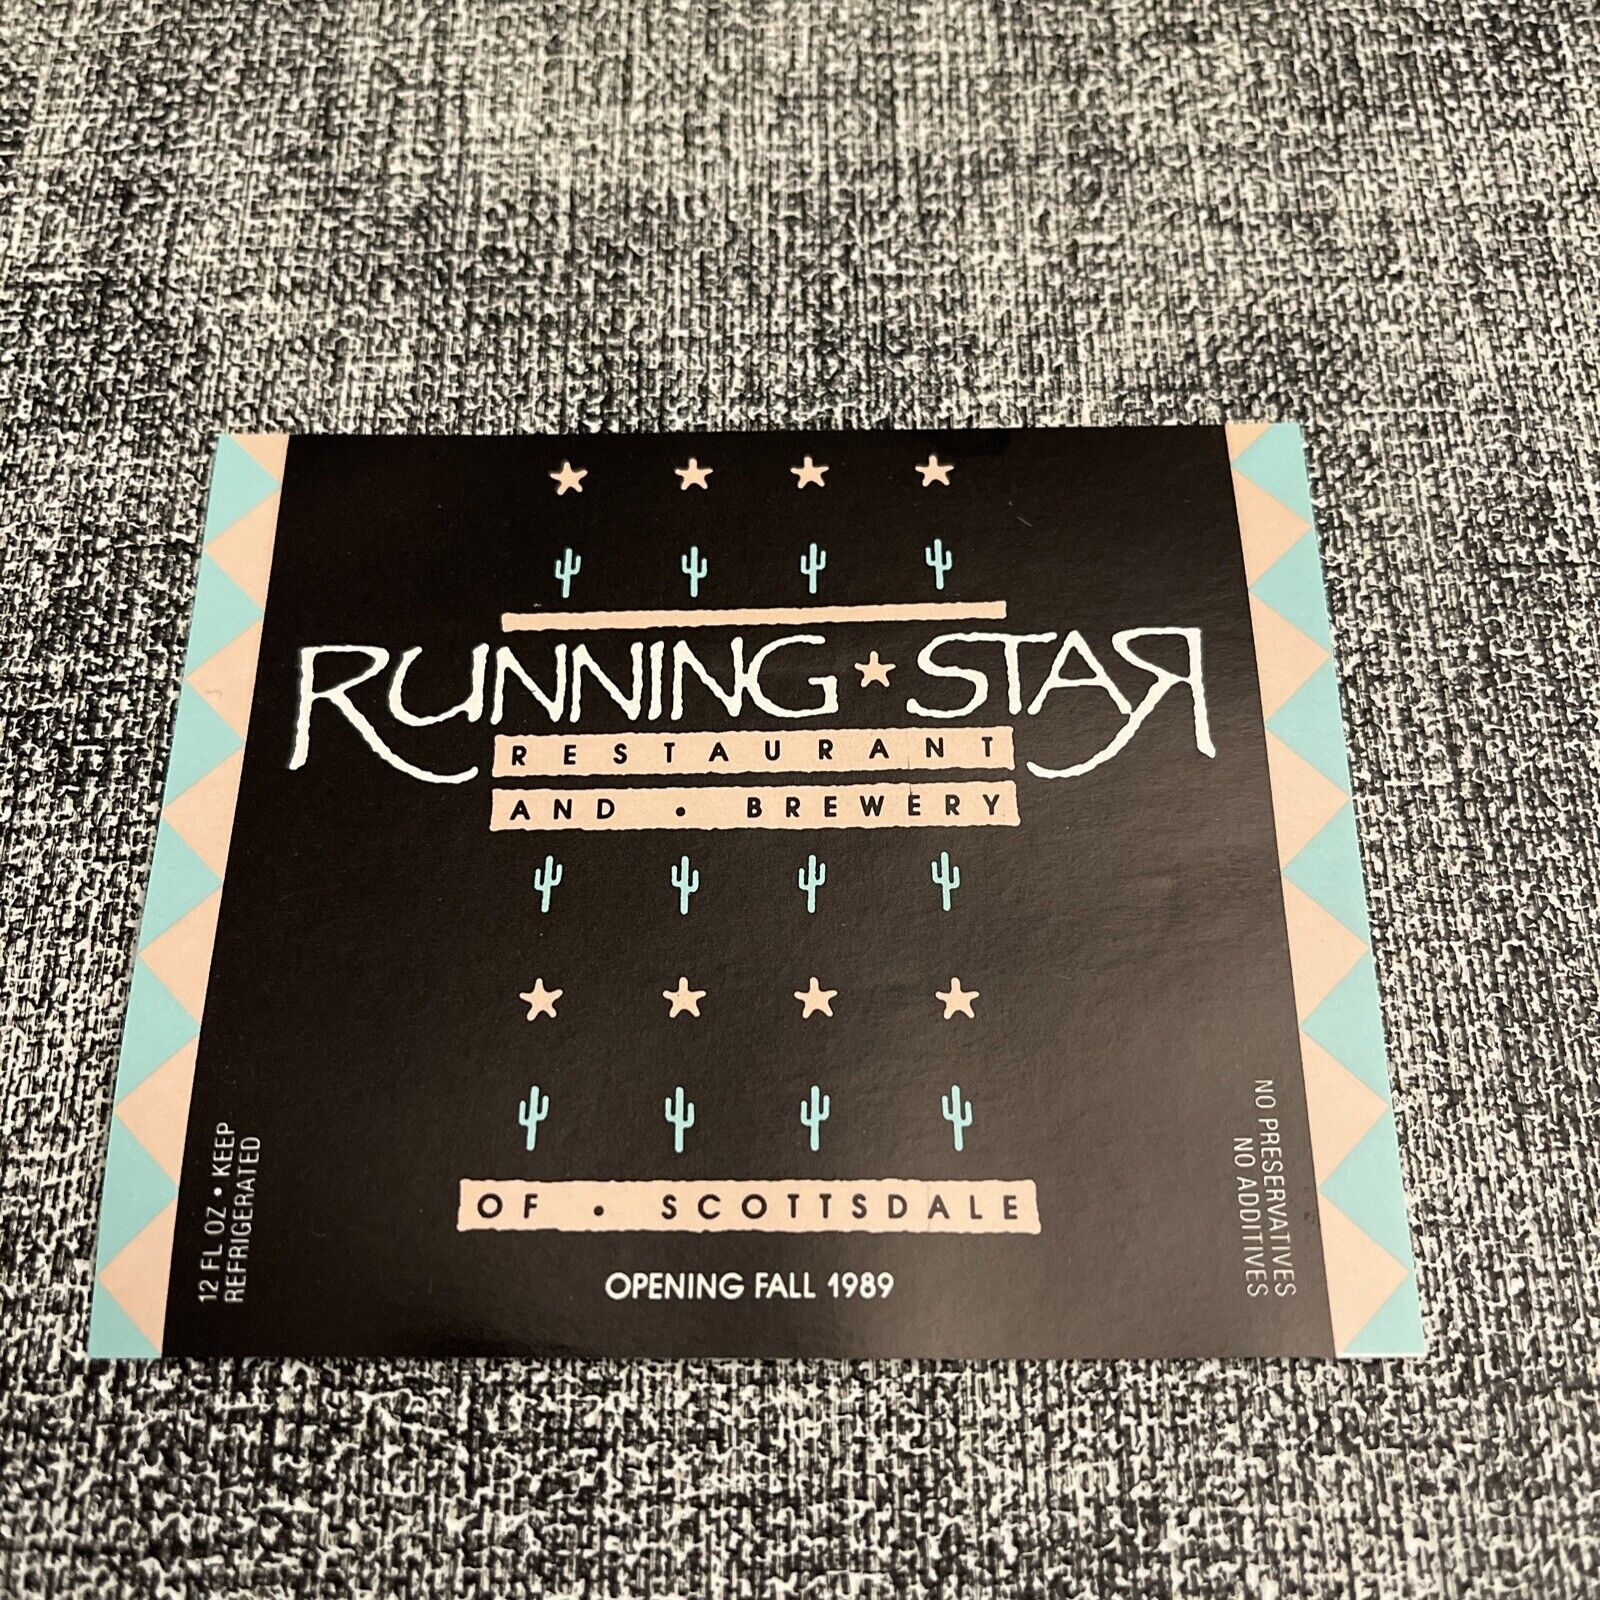 RUNNING STAR
RESTAURANT
AND • BREWERY
OF • SCOTTSDALE
OPENING FALL 1989
12 FL OZ • KEEP
REFRIGERATED
NO PRESERVATIVES
NO ADDITIVES